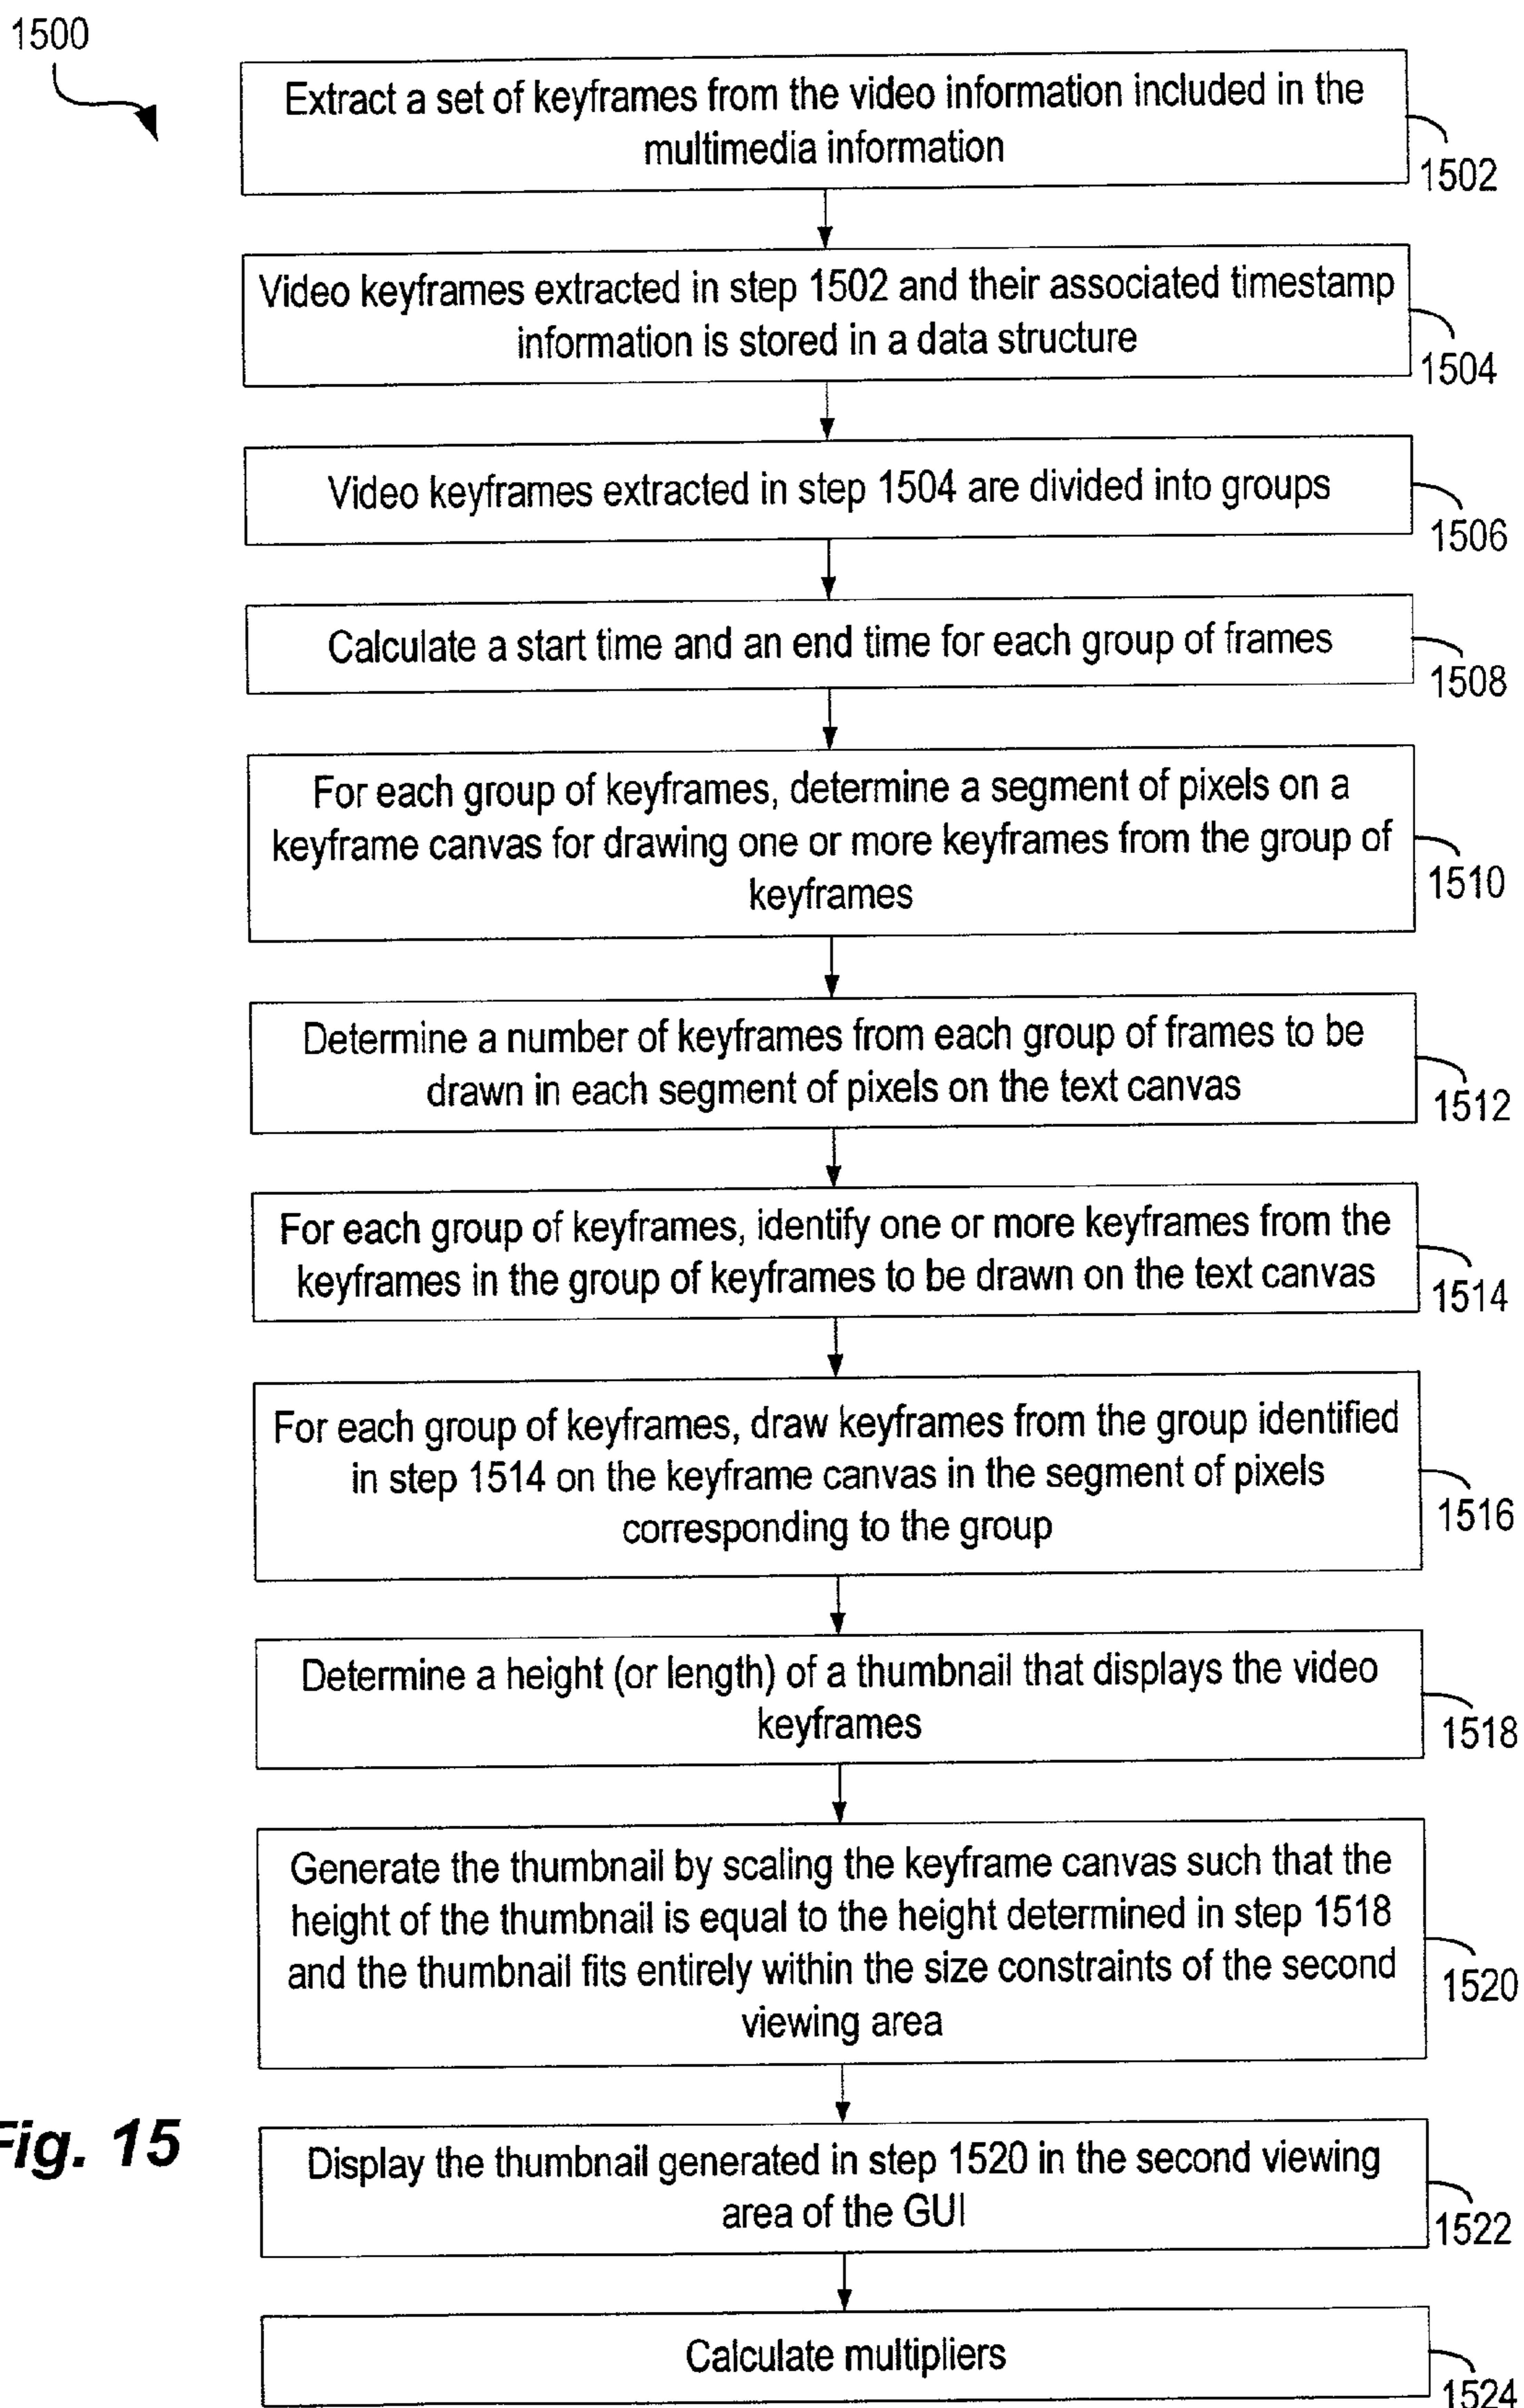 1500
Extract a set of keyframes from the video information included in the
multimedia information
1502
Video keyframes extracted in step 1502 and their associated timestamp
information is stored in a data structure
1504
Video keyframes extracted in step 1504 are divided into groups
1506
Calculate a start time and an end time for each group of frames
1508
For each group of keyframes, determine a segment of pixels on a
keyframe canvas for drawing one or more keyframes from the group of
keyframes
1510
Determine a number of keyframes from each group of frames to be
drawn in each segment of pixels on the text canvas
1512
For each group of keyframes, identify one or more keyframes from the
keyframes in the group of keyframes to be drawn on the text canvas
1514
For each group of keyframes, draw keyframes from the group identified
in step 1514 on the keyframe canvas in the segment of pixels
corresponding to the group
1516
Determine a height (or length) of a thumbnail that displays the video
keyframes
1518
Generate the thumbnail by scaling the keyframe canvas such that the
height of the thumbnail is equal to the height determined in step 1518
and the thumbnail fits entirely within the size constraints of the second
viewing area
1520
Fig. 15
Display the thumbnail generated in step 1520 in the second viewing
area of the GUI
1522
Calculate multipliers
1524